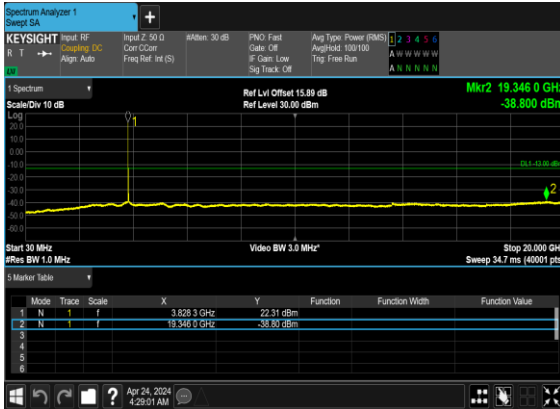 Spectrum Analyzer 1
Swept SA
+
KEYSIGHT Input: RF Input Z: 50 Ω #Atten: 30 dB PNO: Fast Avg Type: Power (RMS) 1 2 3 4 5 6
R T Coupling: DC Corr CCorr Gate: Off Avg|Hold: 100/100 A W W W W W
Align: Auto Freq Ref: Int (S) IF Gain: Low Trig: Free Run
Sig Track: Off A N N N N N
1 Spectrum Ref Lvl Offset 15.89 dB Mkr2 19.346 0 GHz
Scale/Div 10 dB Ref Level 30.00 dBm -38.800 dBm
Log
20.0
10.0
0.00
-10.0
-20.0
-30.0
-40.0
-50.0
-60.0
1
DL1 -13.00 dBm
2
Start 30 MHz Video BW 3.0 MHz* Stop 20.000 GHz
#Res BW 1.0 MHz Sweep 34.7 ms (40001 pts)
5 Marker Table
Mode Trace Scale X Y Function Function Width Function Value
1 N 1 f 3.828 3 GHz 22.31 dBm
2 N 1 f 19.346 0 GHz -38.80 dBm
3
4
5
6
? Apr 24, 2024
4:29:01 AM